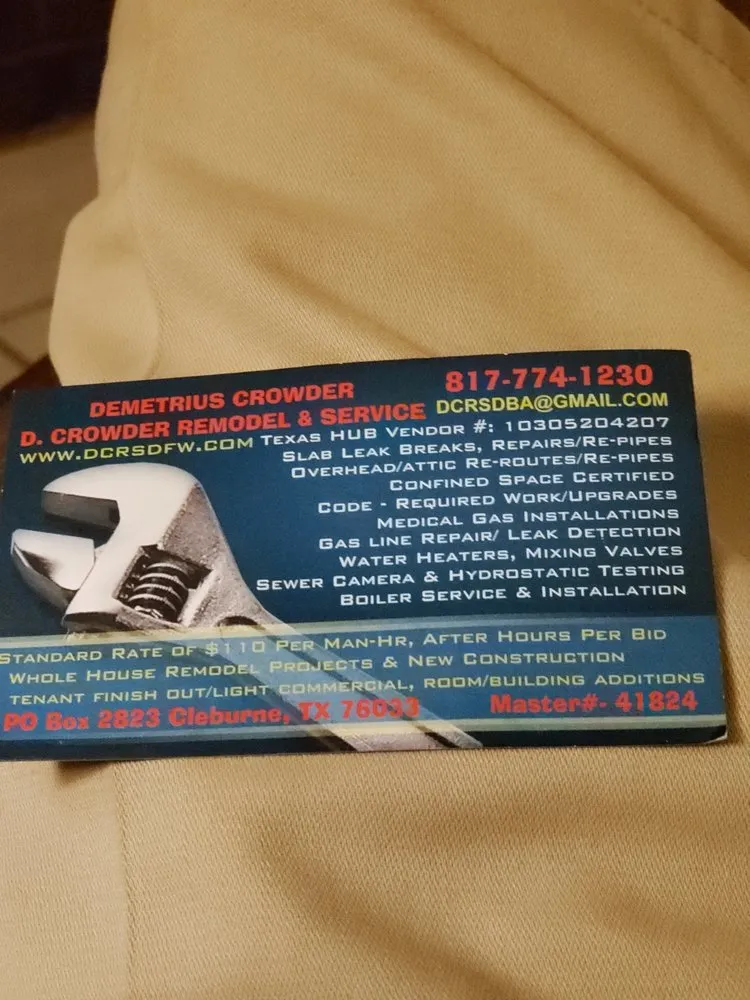 DEMETRIUS CROWDER
817-774-1230
D. CROWDER REMODEL & SERVICE
DCRSDBA@GMAIL.COM
WWW.DCRSDFW.COM
TEXAS HUB VENDOR #: 10305204207
SLAB LEAK BREAKS, REPAIRS/RE-PIPES
OVERHEAD/ATTIC RE-ROUTES/RE-PIPES
CONFINED SPACE CERTIFIED
CODE - REQUIRED WORK/UPGRADES
MEDICAL GAS INSTALLATIONS
GAS LINE REPAIR/ LEAK DETECTION
WATER HEATERS, MIXING VALVES
SEWER CAMERA & HYDROSTATIC TESTING
BOILER SERVICE & INSTALLATION
STANDARD RATE OF $110 PER MAN-HR, AFTER HOURS PER BID
WHOLE HOUSE REMODEL PROJECTS & NEW CONSTRUCTION
TENANT FINISH OUT/LIGHT COMMERCIAL, ROOM/BUILDING ADDITIONS
PO Box 2823 Cleburne, TX 76033
Master#- 41824